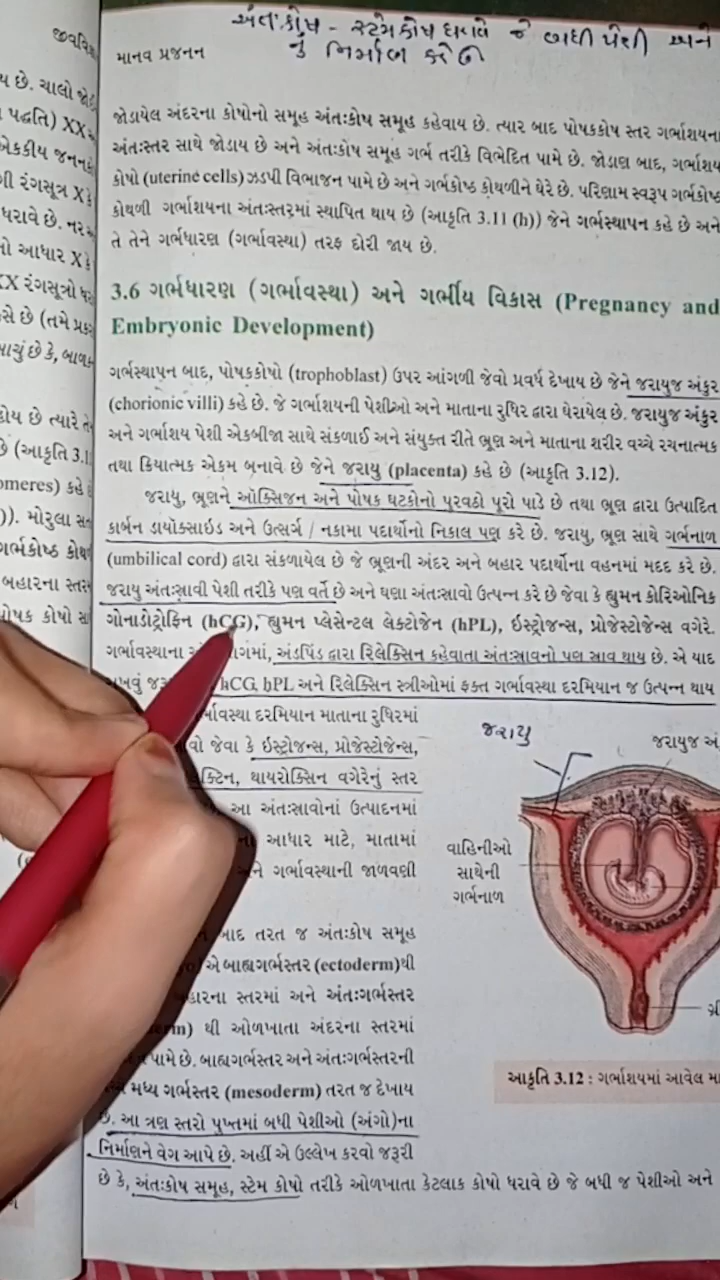 અંતઃકોષ - સ્ટેમ કોષ ધરાવે જે બધી પેશી અને
નું નિર્માણ કરે
માનવ પ્રજનન
જોડાયેલ અંદરના કોષોનો સમૂહ અંતઃકોષ સમૂહ કહેવાય છે. ત્યાર બાદ પોષકકોષ સ્તર ગર્ભાશયના
અંતઃસ્તર સાથે જોડાય છે અને અંતઃકોષ સમૂહ ગર્ભ તરીકે વિભેદિત પામે છે. જોડાણ બાદ, ગર્ભાશય
કોષો (uterine cells) ઝડપી વિભાજન પામે છે અને ગર્ભકોષ્ઠ કોથળીને ઘેરે છે. પરિણામ સ્વરૂપ ગર્ભકોષ્ઠ
કોથળી ગર્ભાશયના અંતઃસ્તરમાં સ્થાપિત થાય છે (આકૃતિ 3.11 (h)) જેને ગર્ભસ્થાપન કહે છે અને
તે તેને ગર્ભધારણ (ગર્ભાવસ્થા) તરફ દોરી જાય છે.
3.6 ગર્ભધારણ (ગર્ભાવસ્થા) અને ગર્ભીય વિકાસ (Pregnancy and
Embryonic Development)
ગર્ભસ્થાપન બાદ, પોષકકોષો (trophoblast) ઉપર આંગળી જેવો પ્રવર્ધ દેખાય છે જેને જરાયુજ અંકુર
(chorionic villi) કહે છે. જે ગર્ભાશયની પેશીઓ અને માતાના રુધિર દ્વારા ઘેરાયેલ છે. જરાયુજ અંકુર
અને ગર્ભાશય પેશી એકબીજા સાથે સંકળાઈ અને સંયુક્ત રીતે ભ્રૂણ અને માતાના શરીર વચ્ચે રચનાત્મક
તથા ક્રિયાત્મક એકમ બનાવે છે જેને જરાયુ (placenta) કહે છે (આકૃતિ 3.12).
જરાયુ, ભ્રૂણને ઑક્સિજન અને પોષક ઘટકોનો પુરવઠો પૂરો પાડે છે તથા ભ્રૂણ દ્વારા ઉત્પાદિત
કાર્બન ડાયૉક્સાઇડ અને ઉત્સર્ગ / નકામા પદાર્થોનો નિકાલ પણ કરે છે. જરાયુ, ભ્રૂણ સાથે ગર્ભનાળ
(umbilical cord) દ્વારા સંકળાયેલ છે જે ભ્રૂણની અંદર અને બહાર પદાર્થોના વહનમાં મદદ કરે છે.
જરાયુ અંતઃસ્રાવી પેશી તરીકે પણ વર્તે છે અને ઘણા અંતઃસ્રાવો ઉત્પન્ન કરે છે જેવા કે હ્યુમન કોરિઓનિક
ગોનાડોટ્રોફિન (hCG), હ્યુમન પ્લેસેન્ટલ લેક્ટોજેન (hPL), ઇસ્ટ્રોજન્સ, પ્રોજેસ્ટોજેન્સ વગેરે.
ગર્ભાવસ્થાના અં ભાગમાં, અંડપિંડ દ્વારા રિલેક્સિન કહેવાતા અંતઃસ્રાવનો પણ સ્રાવ થાય છે. એ યાદ
hCG, hPL અને રિલેક્સિન સ્ત્રીઓમાં ફક્ત ગર્ભાવસ્થા દરમિયાન જ ઉત્પન્ન થાય
ર્ભાવસ્થા દરમિયાન માતાના રુધિરમાં
વો જેવા કે ઇસ્ટ્રોજન્સ, પ્રોજેસ્ટોજેન્સ,
ક્ટિન, થાયરોક્સિન વગેરેનું સ્તર
આ અંતઃસ્રાવોનાં ઉત્પાદનમાં
આધાર માટે, માતામાં
ને ગર્ભાવસ્થાની જાળવણી
બાદ તરત જ અંતઃકોષ સમૂહ
એ બાહ્યગર્ભસ્તર (ectoderm)થી
હારના સ્તરમાં અને અંતઃગર્ભસ્તર
rm) થી ઓળખાતા અંદરના સ્તરમાં
પામે છે. બાહ્યગર્ભસ્તર અને અંતઃગર્ભસ્તરની
મધ્ય ગર્ભસ્તર (mesoderm) તરત જ દેખાય
છે. આ ત્રણ સ્તરો પુખ્તમાં બધી પેશીઓ (અંગો)ના
નિર્માણને વેગ આપે છે. અહીં એ ઉલ્લેખ કરવો જરૂરી
છે કે, અંતઃકોષ સમૂહ, સ્ટેમ કોષો તરીકે ઓળખાતા કેટલાક કોષો ધરાવે છે જે બધી જ પેશીઓ અને
જરાયુ
જરાયુજ અં
વાહિનીઓ
સાથેની
ગર્ભનાળ
આકૃતિ 3.12 : ગર્ભાશયમાં આવેલ મા